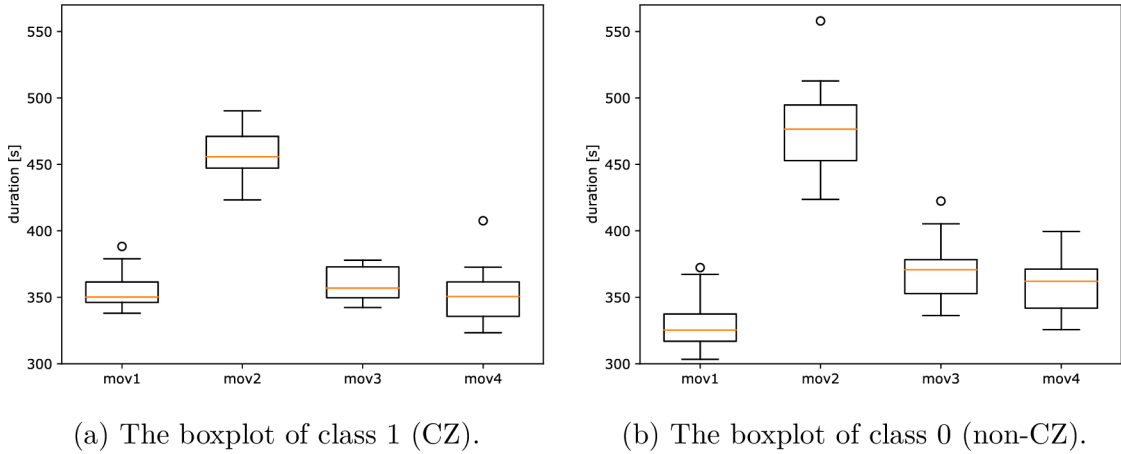 550
500
450
400
350
300
duration [s]
mov1 mov2 mov3 mov4
(a) The boxplot of class 1 (CZ).
550
500
450
400
350
300
duration [s]
mov1 mov2 mov3 mov4
(b) The boxplot of class 0 (non-CZ).